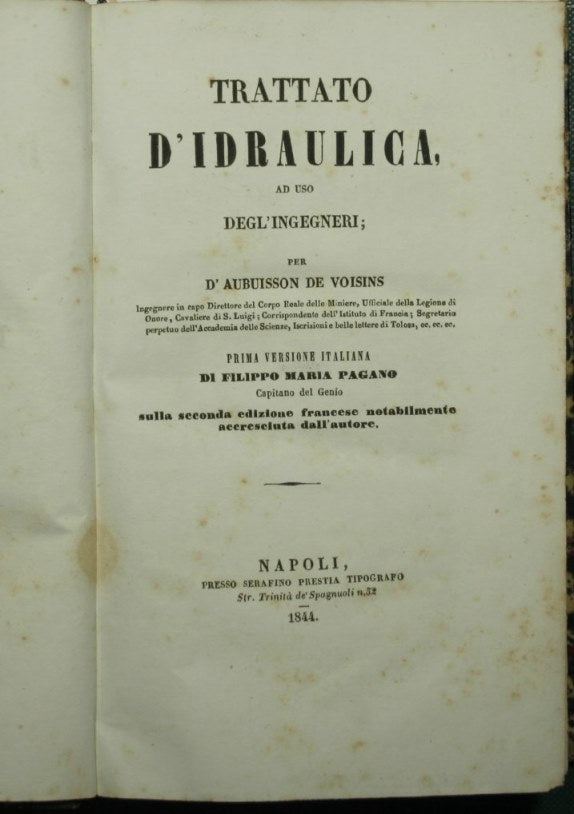 TRATTATO
D'IDRAULICA,
AD USO
DEGL'INGEGNERI;
PER
D'AUBUISSON DE VOISINS
Ingegnere in capo Direttore del Corpo Reale delle Miniere, Ufficiale della Legione di
Onore, Cavaliere di S. Luigi; Corrispondente dell'Istituto di Francia; Segretario
perpetuo dell'Accademia delle Scienze, Iscrizioni e belle lettere di Tolosa, ec. ec. ec.
PRIMA VERSIONE ITALIANA
DI FILIPPO MARIA PAGANO
Capitano del Genio
sulla seconda edizione francese notabilmente
accresciuta dall'autore.
NAPOLI,
PRESSO SERAFINO PRESTIA TIPOGRAFO
Str. Trinità de' Spagnuoli n.32
1844.